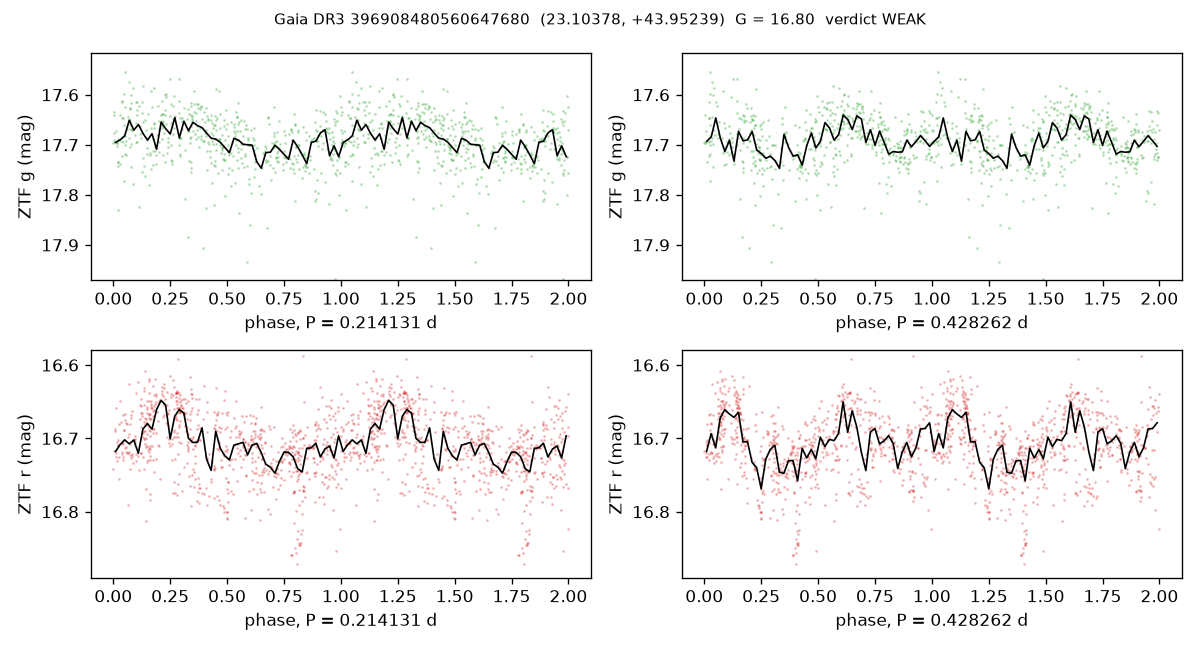 Gaia DR3 396908480560647680 (23.10378, +43.95239) G = 16.80 verdict WEAK
ZTF g (mag)
17.6
17.7
17.8
17.9
0.00 0.25 0.50 0.75 1.00 1.25 1.50 1.75 2.00
phase, P = 0.214131 d
ZTF g (mag)
17.6
17.7
17.8
17.9
0.00 0.25 0.50 0.75 1.00 1.25 1.50 1.75 2.00
phase, P = 0.428262 d
ZTF r (mag)
16.6
16.7
16.8
0.00 0.25 0.50 0.75 1.00 1.25 1.50 1.75 2.00
phase, P = 0.214131 d
ZTF r (mag)
16.6
16.7
16.8
0.00 0.25 0.50 0.75 1.00 1.25 1.50 1.75 2.00
phase, P = 0.428262 d